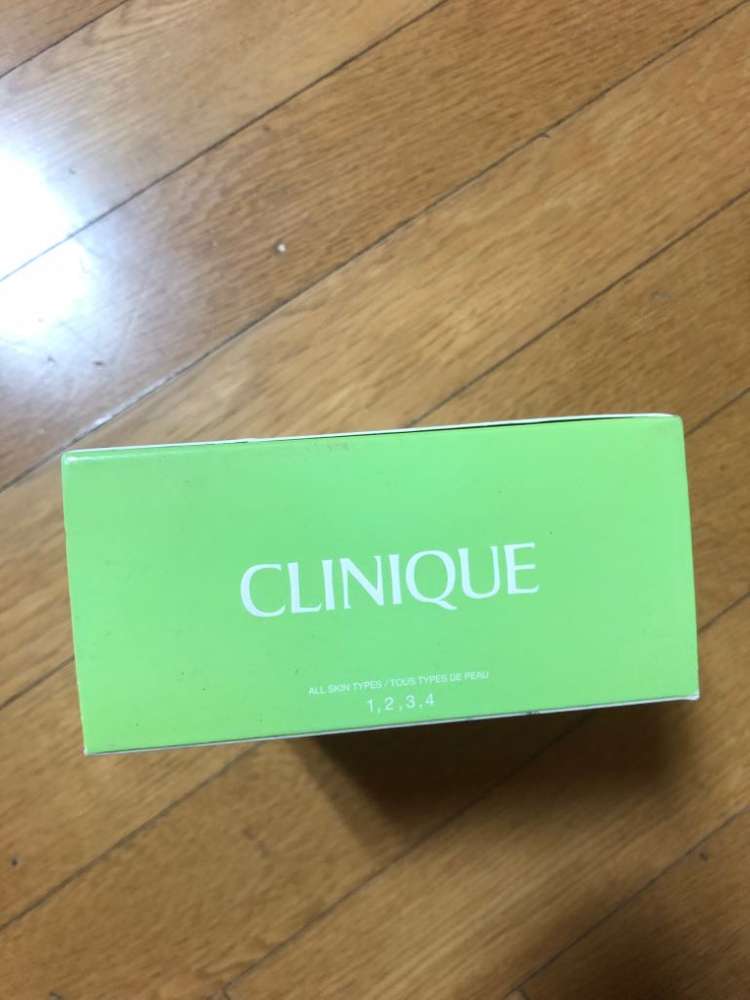 CLINIQUE
ALL SKIN TYPES / TOUS TYPES DE PEAU
1,2,3,4